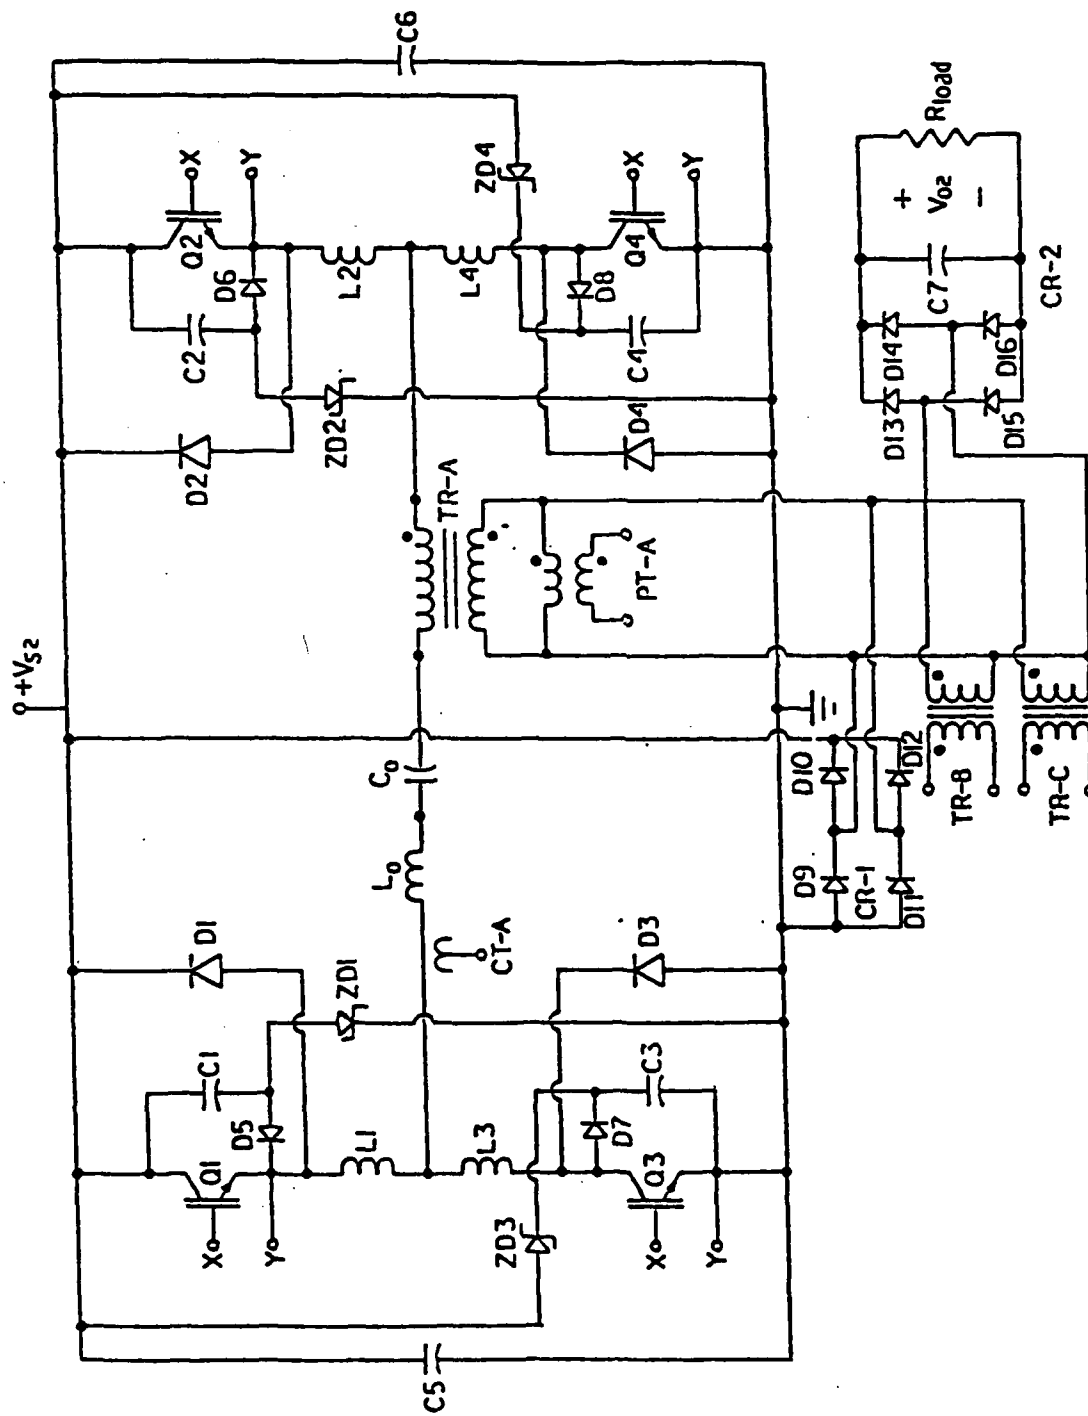 +Vs2
C5
C6
X
Y
Q1
D5
C1
D1
L1
ZD1
L3
ZD3
X
Y
Q3
D7
C3
D3
CT-A
Lo
Co
TR-A
PT-A
D2
C2
D6
Q2
X
Y
L2
ZD2
L4
ZD4
D4
C4
D8
Q4
X
Y
D9
D10
CR-1
D11
D12
TR-B
TR-C
D13
D14
D15
D16
C7
+
Vo2
-
Rload
CR-2